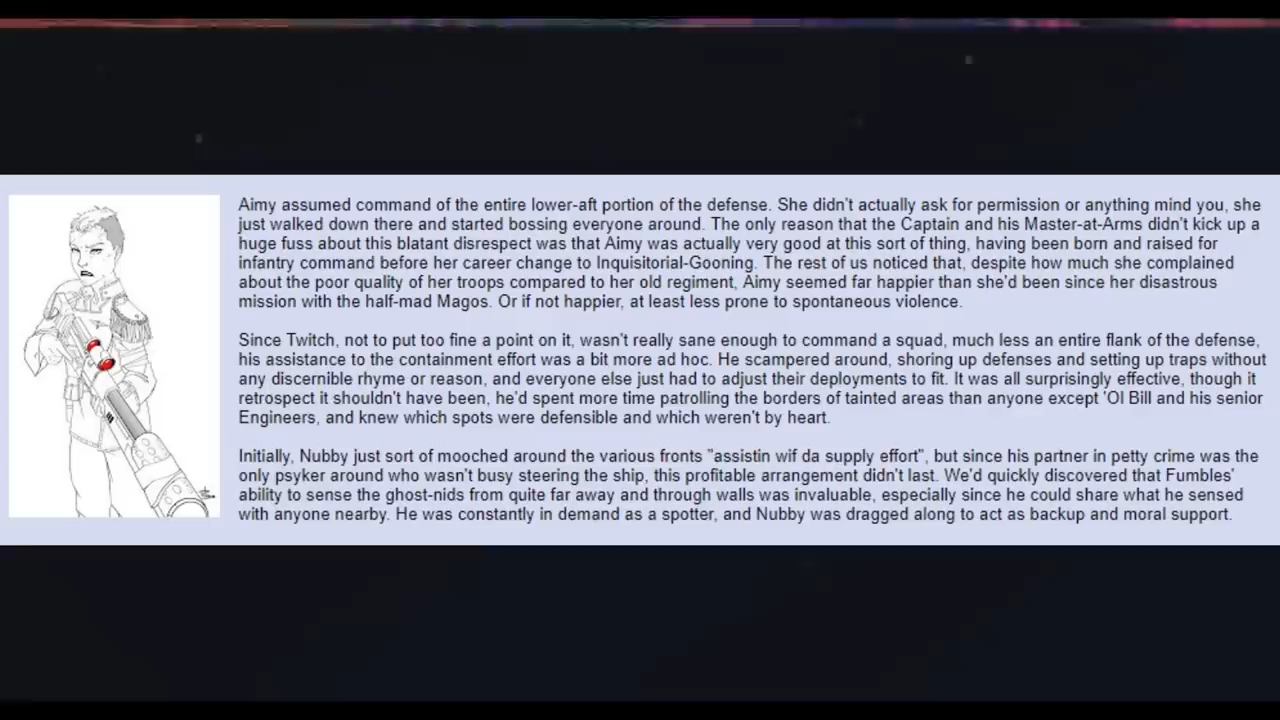 Aimy assumed command of the entire lower-aft portion of the defense. She didn't actually ask for permission or anything mind you, she
just walked down there and started bossing everyone around. The only reason that the Captain and his Master-at-Arms didn't kick up a
huge fuss about this blatant disrespect was that Aimy was actually very good at this sort of thing, having been born and raised for
infantry command before her career change to Inquisitorial-Gooning. The rest of us noticed that, despite how much she complained
about the poor quality of her troops compared to her old regiment, Aimy seemed far happier than she'd been since her disastrous
mission with the half-mad Magos. Or if not happier, at least less prone to spontaneous violence.
Since Twitch, not to put too fine a point on it, wasn't really sane enough to command a squad, much less an entire flank of the defense,
his assistance to the containment effort was a bit more ad hoc. He scampered around, shoring up defenses and setting up traps without
any discernible rhyme or reason, and everyone else just had to adjust their deployments to fit. It was all surprisingly effective, though it
retrospect it shouldn't have been, he'd spent more time patrolling the borders of tainted areas than anyone except 'Ol Bill and his senior
Engineers, and knew which spots were defensible and which weren't by heart.
Initially, Nubby just sort of mooched around the various fronts "assistin wif da supply effort", but since his partner in petty crime was the
only psyker around who wasn't busy steering the ship, this profitable arrangement didn't last. We'd quickly discovered that Fumbles'
ability to sense the ghost-nids from quite far away and through walls was invaluable, especially since he could share what he sensed
with anyone nearby. He was constantly in demand as a spotter, and Nubby was dragged along to act as backup and moral support.